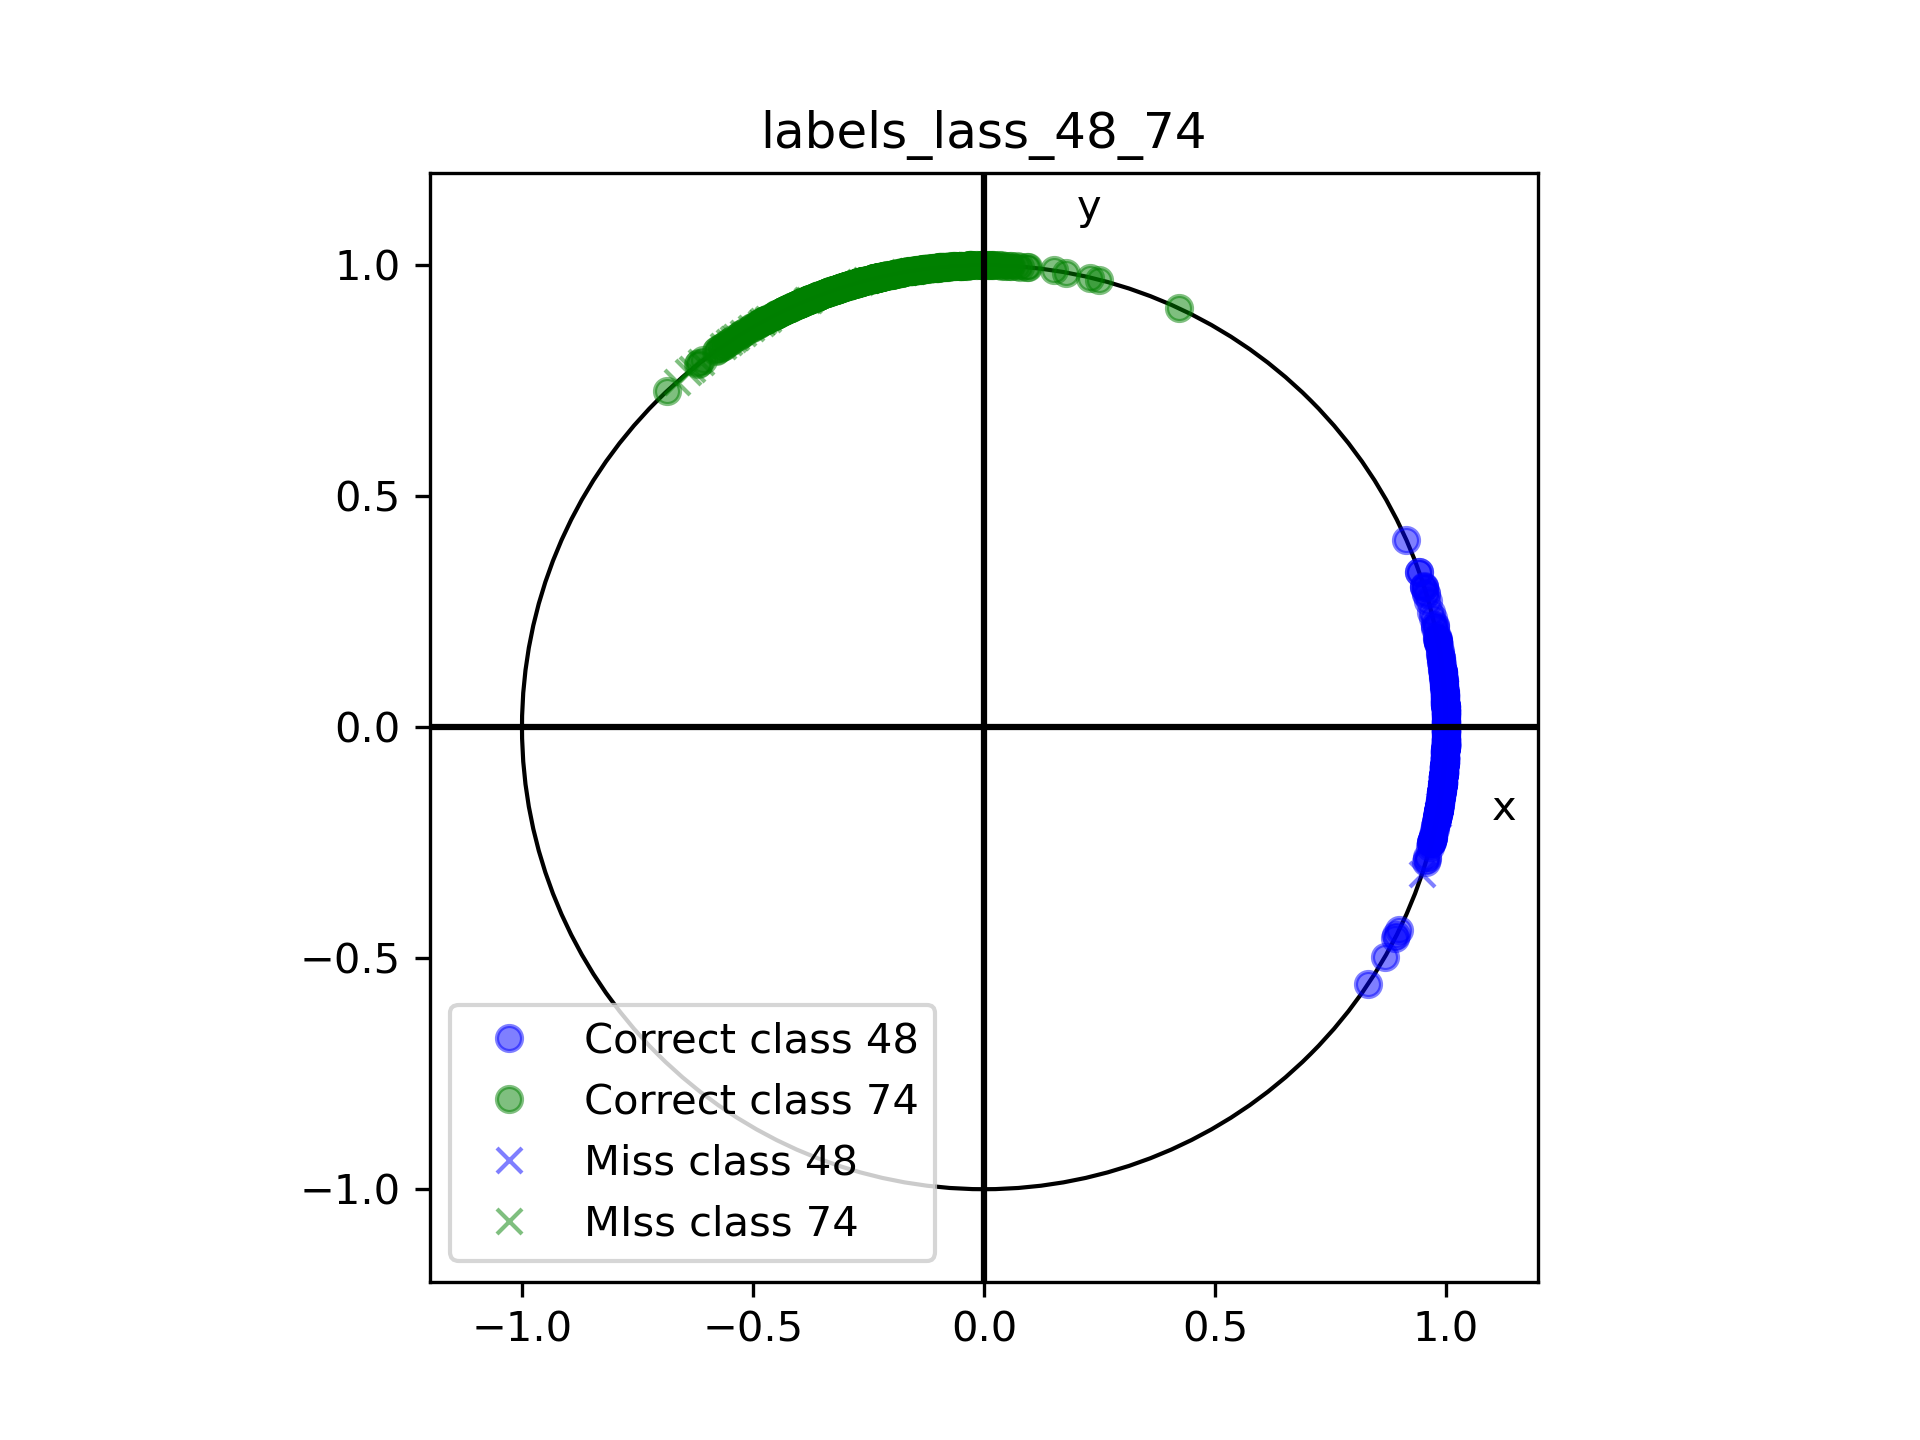 labels_lass_48_74
y
1.0
0.5
0.0
−0.5
−1.0
x
Correct class 48
Correct class 74
Miss class 48
MIss class 74
−1.0 −0.5 0.0 0.5 1.0